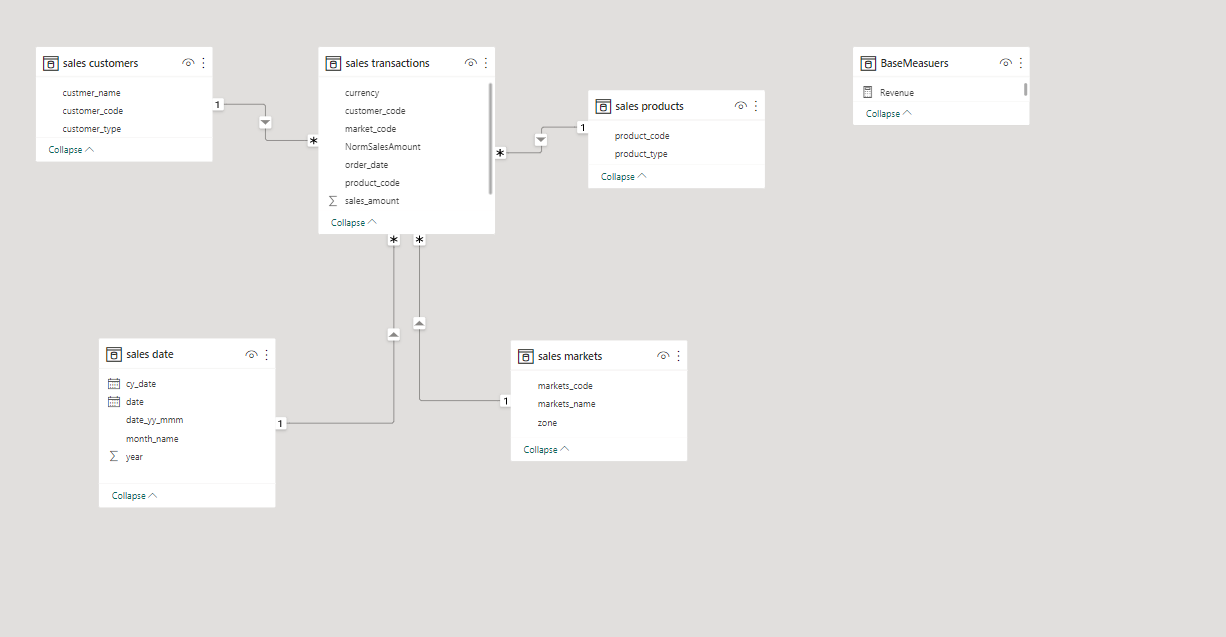 sales customers
custmer_name
customer_code
customer_type
Collapse
1
*
sales transactions
currency
customer_code
market_code
NormSalesAmount
order_date
product_code
Σ sales_amount
Collapse
*
1
sales products
product_code
product_type
Collapse
BaseMeasuers
Revenue
Collapse
*
*
sales date
cy_date
date
date_yy_mmm
month_name
Σ year
Collapse
1
1
sales markets
markets_code
markets_name
zone
Collapse